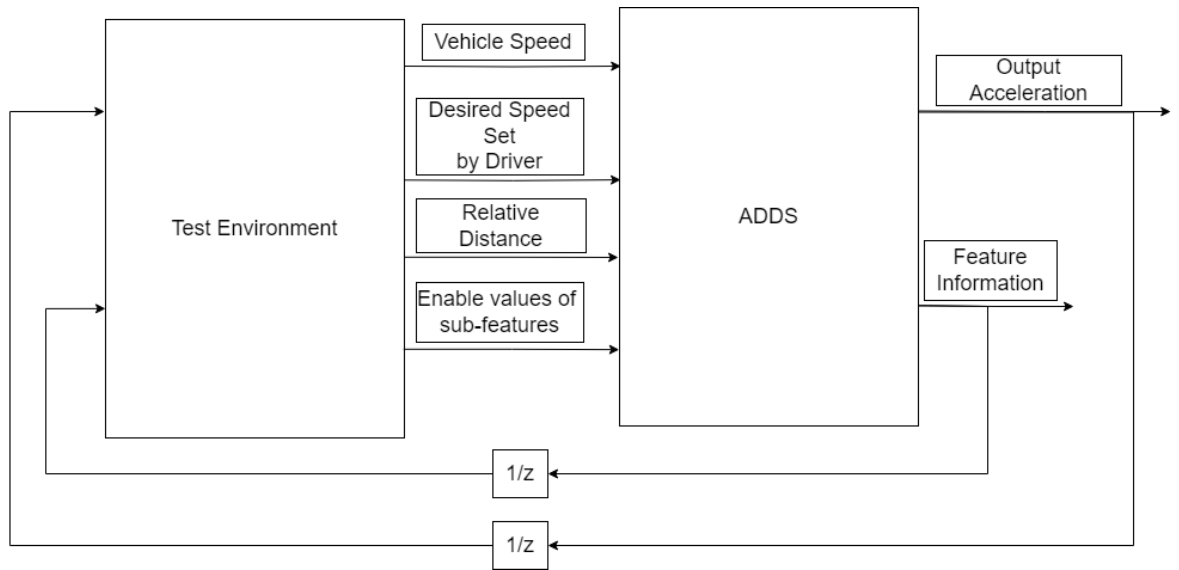 Vehicle Speed
Output
Acceleration
Desired Speed
Set
by Driver
Test Environment
Relative
Distance
ADDS
Feature
Information
Enable values of
sub-features
1/z
1/z